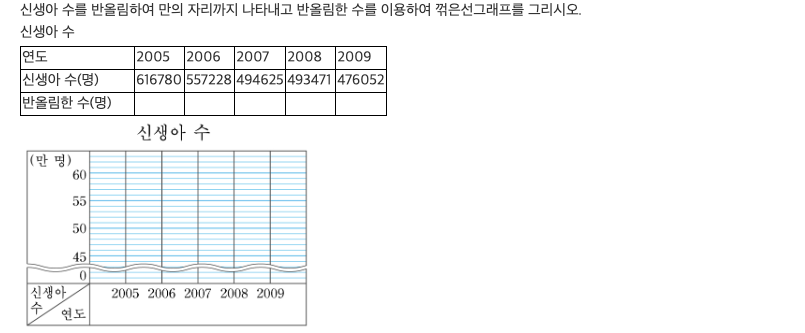 신생아 수를 반올림하여 만의 자리까지 나타내고 반올림한 수를 이용하여 꺾은선그래프를 그리시오.
신생아 수
연도 2005 2006 2007 2008 2009
신생아 수(명) 616780 557228 494625 493471 476052
반올림한 수(명)
신생아 수
(만 명)
60
55
50
45
0
신생아 2005 2006 2007 2008 2009
수
연도